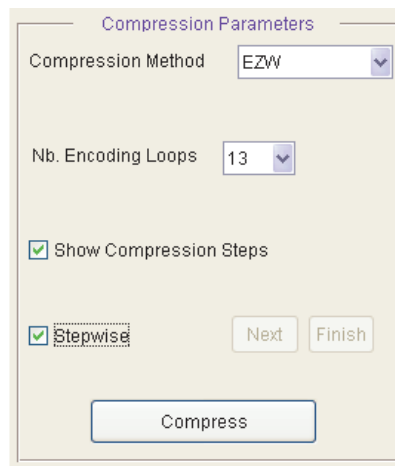 Compression Parameters
Compression Method EZW
Nb. Encoding Loops 13
Show Compression Steps
Stepwise Next Finish
Compress